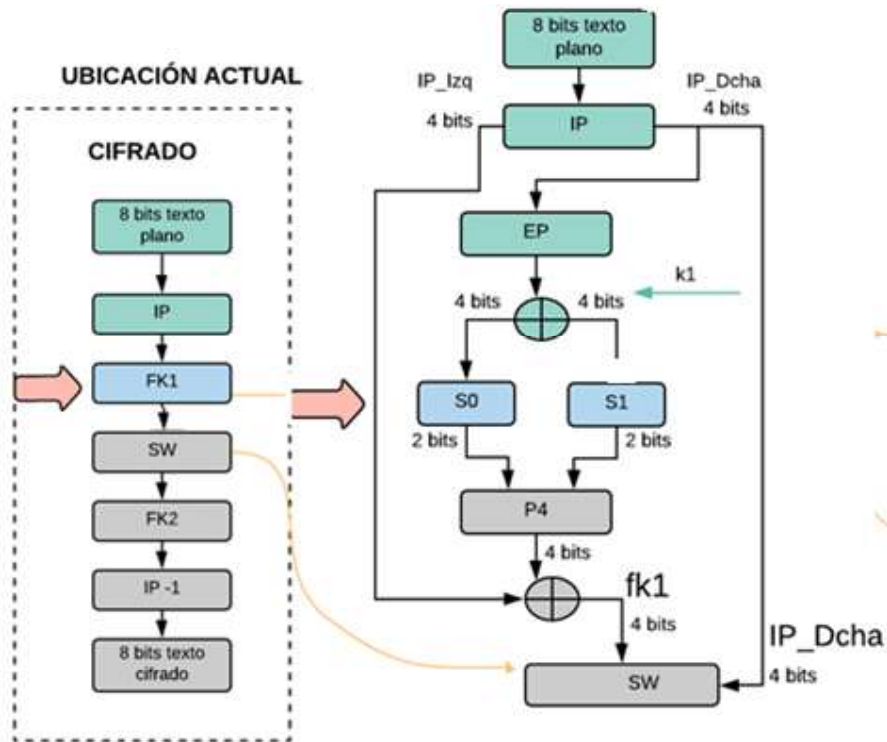 UBICACIÓN ACTUAL
CIFRADO
8 bits texto
plano
IP
FK1
SW
FK2
IP -1
8 bits texto
cifrado
8 bits texto
plano
IP_Izq
IP_Dcha
4 bits
IP
4 bits
EP
k1
4 bits
4 bits
S0
S1
2 bits
2 bits
P4
4 bits
fk1
4 bits
IP_Dcha
SW
4 bits